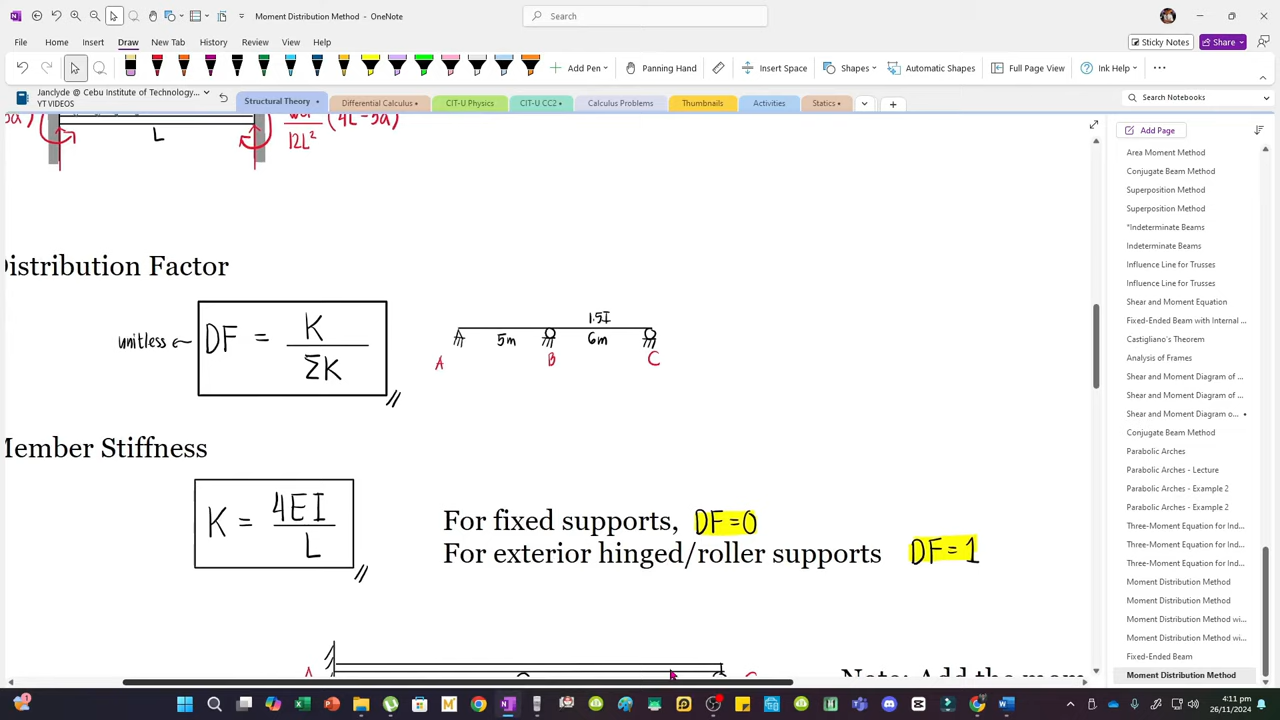 Moment Distribution Method - OneNote
Search
File Home Insert Draw New Tab History Review View Help
Sticky Notes Share
Add Pen Panning Hand Insert Space Shapes Automatic Shapes Full Page View Ink Help
Janclyde @ Cebu Institute of Technology...
YT VIDEOS
Structural Theory Differential Calculus CIT-U Physics CIT-U CC2 Calculus Problems Thumbnails Activities Statics
Search Notebooks
Add Page
Area Moment Method
Conjugate Beam Method
Superposition Method
Superposition Method
*Indeterminate Beams
Indeterminate Beams
Influence Line for Trusses
Influence Line for Trusses
Shear and Moment Equation
Fixed-Ended Beam with Internal ...
Castigliano's Theorem
Analysis of Frames
Shear and Moment Diagram of ...
Shear and Moment Diagram of ...
Shear and Moment Diagram o...
Conjugate Beam Method
Parabolic Arches
Parabolic Arches - Lecture
Parabolic Arches - Example 2
Parabolic Arches - Example 2
Three-Moment Equation for Ind...
Three-Moment Equation for Ind...
Three-Moment Equation for Ind...
Moment Distribution Method
Moment Distribution Method
Moment Distribution Method wi...
Moment Distribution Method wi...
Fixed-Ended Beam
Moment Distribution Method
L
12L²
Distribution Factor
unitless ← DF = K / ΣK
1.5I
5m 6m
A B C
Member Stiffness
K = 4EI / L
For fixed supports, DF=0
For exterior hinged/roller supports DF=1
4:11 pm
26/11/2024